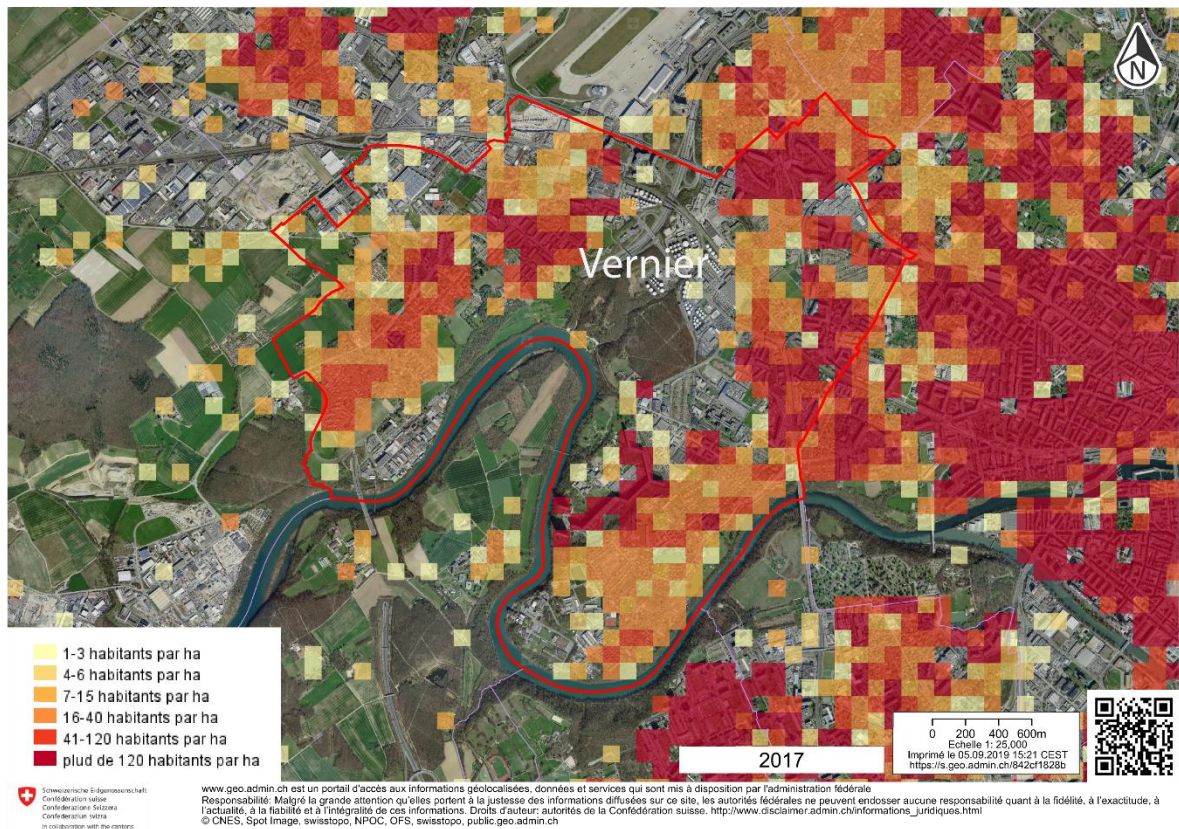 N
Vernier
1-3 habitants par ha
4-6 habitants par ha
7-15 habitants par ha
16-40 habitants par ha
41-120 habitants par ha
plud de 120 habitants par ha
2017
0 200 400 600m
Echelle 1: 25,000
Imprimé le 05.09.2019 15:21 CEST
https://s.geo.admin.ch/842cf1828b
Schweizerische Eidgenossenschaft
Confédération suisse
Confederazione Svizzera
Confederaziun svizra
In collaboration with the cantons
www.geo.admin.ch est un portail d'accès aux informations géolocalisées, données et services qui sont mis à disposition par l'administration fédérale
Responsabilité: Malgré la grande attention qu'elles portent à la justesse des informations diffusées sur ce site, les autorités fédérales ne peuvent endosser aucune responsabilité quant à la fidélité, à l'exactitude, à
l'actualité, à la fiabilité et à l'intégralité de ces informations. Droits d'auteur: autorités de la Confédération suisse. http://www.disclaimer.admin.ch/informations_juridiques.html
© CNES, Spot Image, swisstopo, NPOC, OFS, swisstopo, public.geo.admin.ch